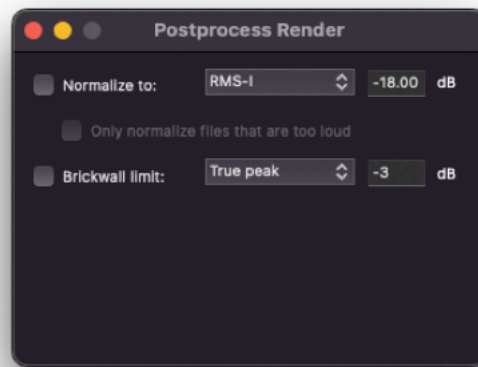 Postprocess Render
Normalize to: RMS-I -18.00 dB
Only normalize files that are too loud
Brickwall limit: True peak -3 dB